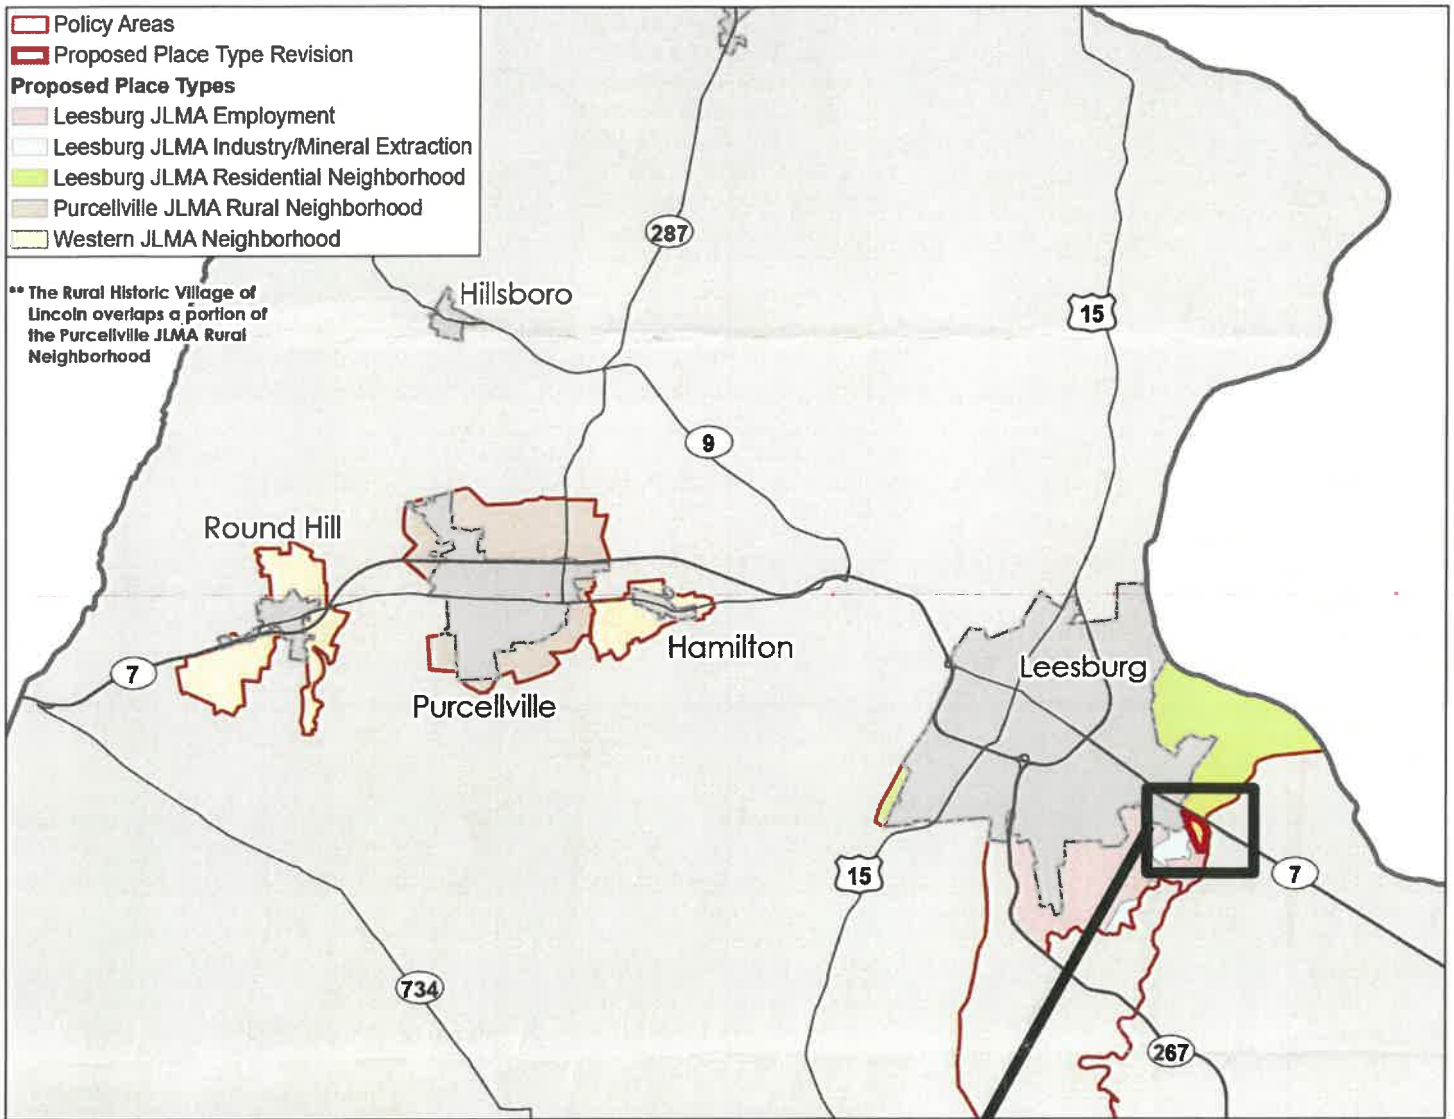 Policy Areas
Proposed Place Type Revision
Proposed Place Types
Leesburg JLMA Employment
Leesburg JLMA Industry/Mineral Extraction
Leesburg JLMA Residential Neighborhood
Purcellville JLMA Rural Neighborhood
Western JLMA Neighborhood
** The Rural Historic Village of
Lincoln overlaps a portion of
the Purcellville JLMA Rural
Neighborhood
287
Hillsboro
15
9
Round Hill
Hamilton
Leesburg
7
Purcellville
15
7
734
267